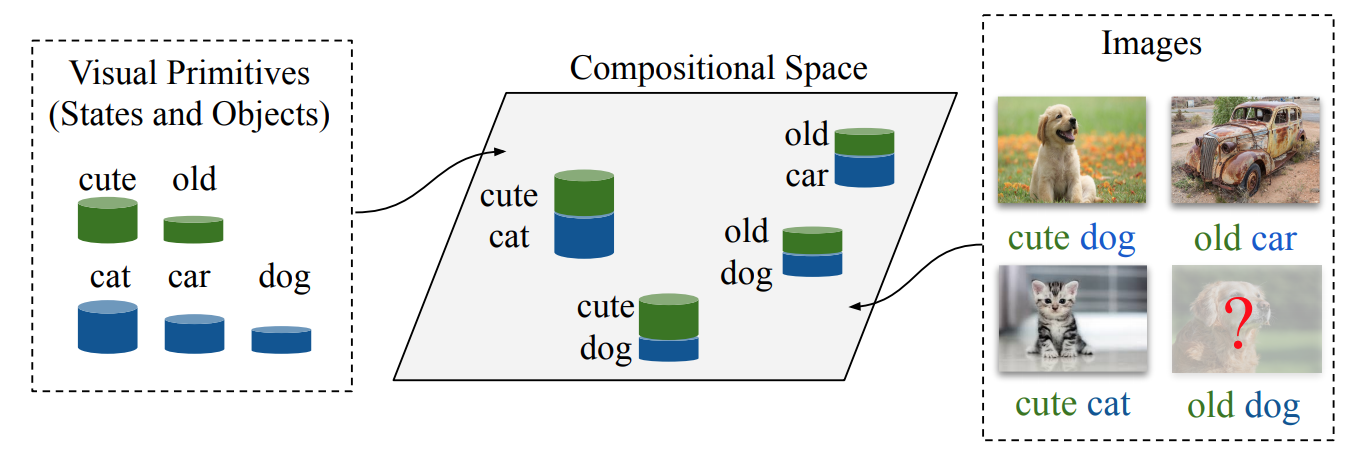 Visual Primitives
(States and Objects)
cute old
cat car dog
Compositional Space
cute
cat
old
car
old
dog
cute
dog
Images
cute dog old car
?
cute cat old dog